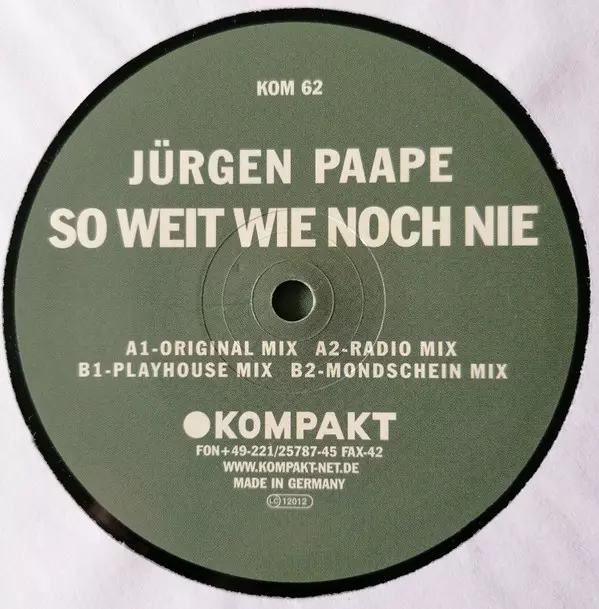 KOM 62
JÜRGEN PAAPE
SO WEIT WIE NOCH NIE
A1-ORIGINAL MIX A2-RADIO MIX
B1-PLAYHOUSE MIX B2-MONDSCHEIN MIX
KOMPAKT
FON+49-221/25787-45 FAX-42
WWW.KOMPAKT-NET.DE
MADE IN GERMANY
LC 12012